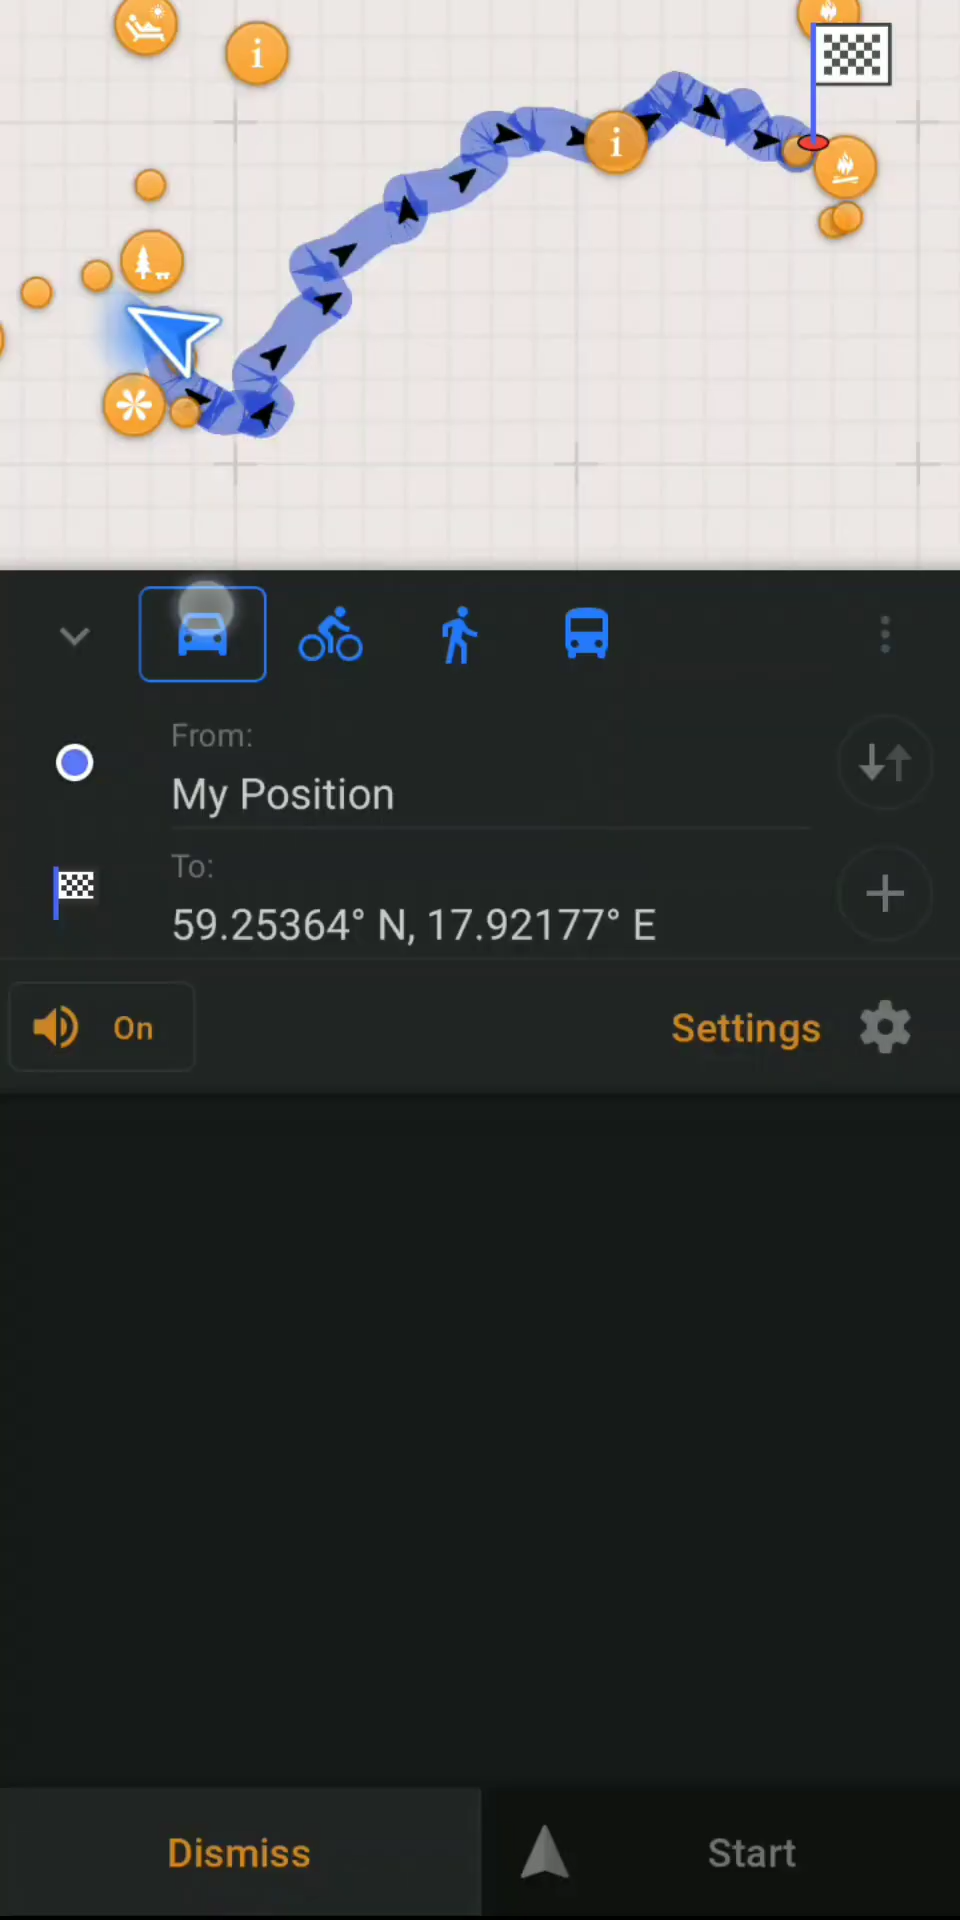 i
i
From:
My Position
To:
59.25364° N, 17.92177° E
On
Settings
Dismiss
Start